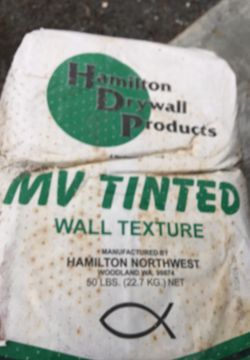 Hamilton
Drywall
Products
MV TINTED
WALL TEXTURE
MANUFACTURED BY
HAMILTON NORTHWEST
WOODLAND, WA. 98674
50 LBS. (22.7 KG.) NET